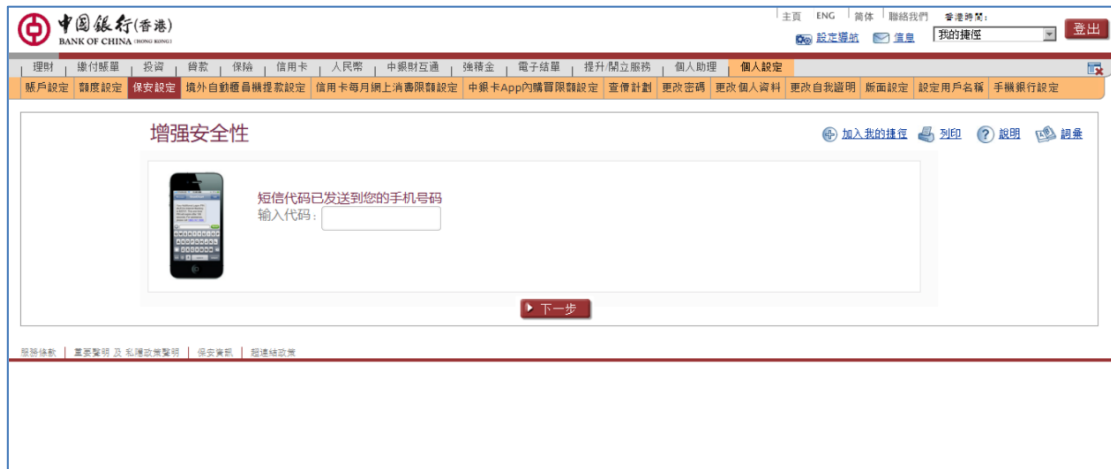 中國銀行(香港)
BANK OF CHINA (HONG KONG)
主頁 ENG 简体 聯絡我們 香港時間:
設定導航 信息 我的捷徑 登出
理財 繳付賬單 投資 貸款 保險 信用卡 人民幣 中銀財互通 強積金 電子結單 提升/開立服務 個人助理 個人設定
賬戶設定 額度設定 保安設定 境外自動櫃員機提款設定 信用卡每月網上消費限額設定 中銀卡App內購買限額設定 宣傳計劃 更改密碼 更改個人資料 更改自我證明 版面設定 設定用戶名稱 手機銀行設定
增强安全性
加入我的捷徑 列印 說明 詞彙
短信代码已发送到您的手机号码
输入代码:
下一步
服務條款 重要聲明 及 私隱政策聲明 保安資訊 超連結政策